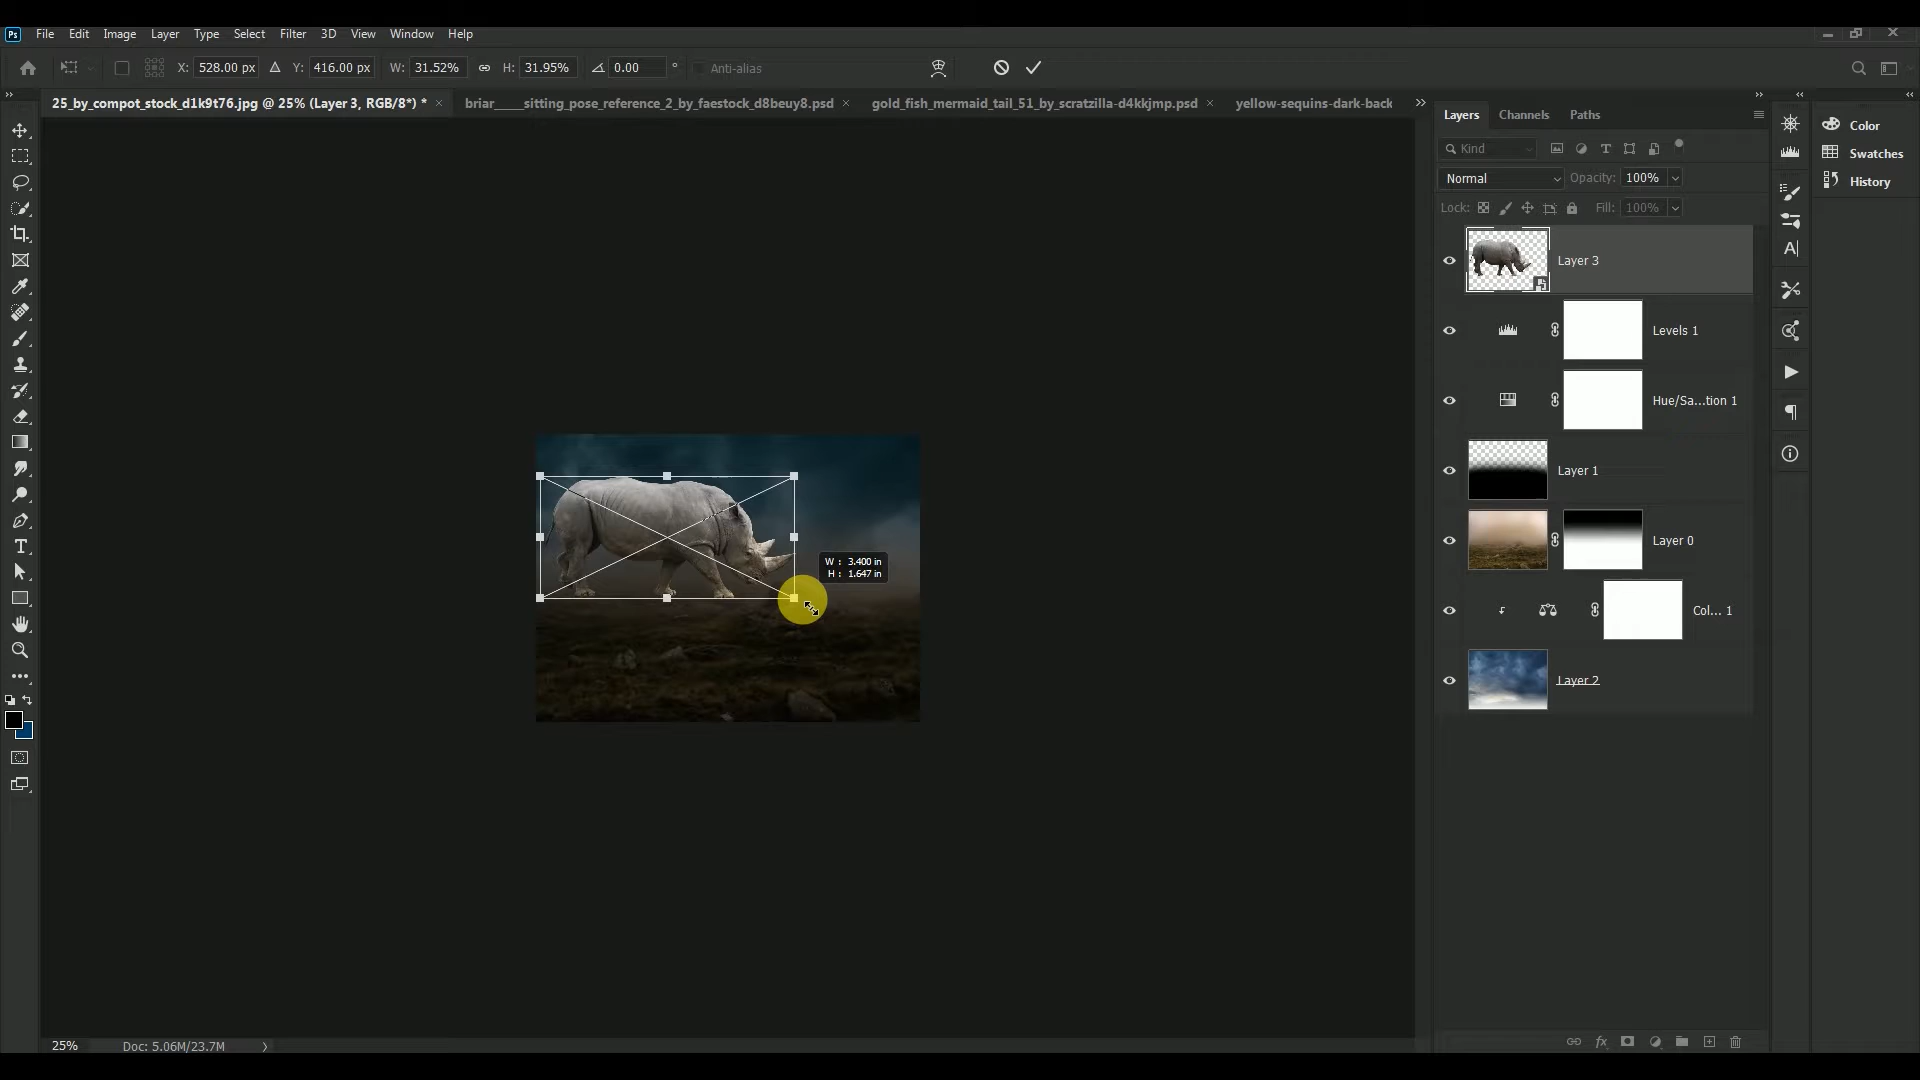 Ps File Edit Image Layer Type Select Filter 3D View Window Help
X: 528.00 px Y: 416.00 px W: 31.52% H: 31.95% 0.00 ° Anti-alias
25_by_compot_stock_d1k9t76.jpg @ 25% (Layer 3, RGB/8*) * × briar____sitting_pose_reference_2_by_faestock_d8beuy8.psd × gold_fish_mermaid_tail_51_by_scratzilla-d4kkjmp.psd × yellow-sequins-dark-back
Layers Channels Paths
Color
Kind
Swatches
Normal Opacity: 100%
History
Lock: Fill: 100%
Layer 3
Levels 1
Hue/Sa...tion 1
Layer 1
Layer 0
W : 3.400 in
H : 1.647 in
Col... 1
Layer 2
25% Doc: 5.06M/23.7M